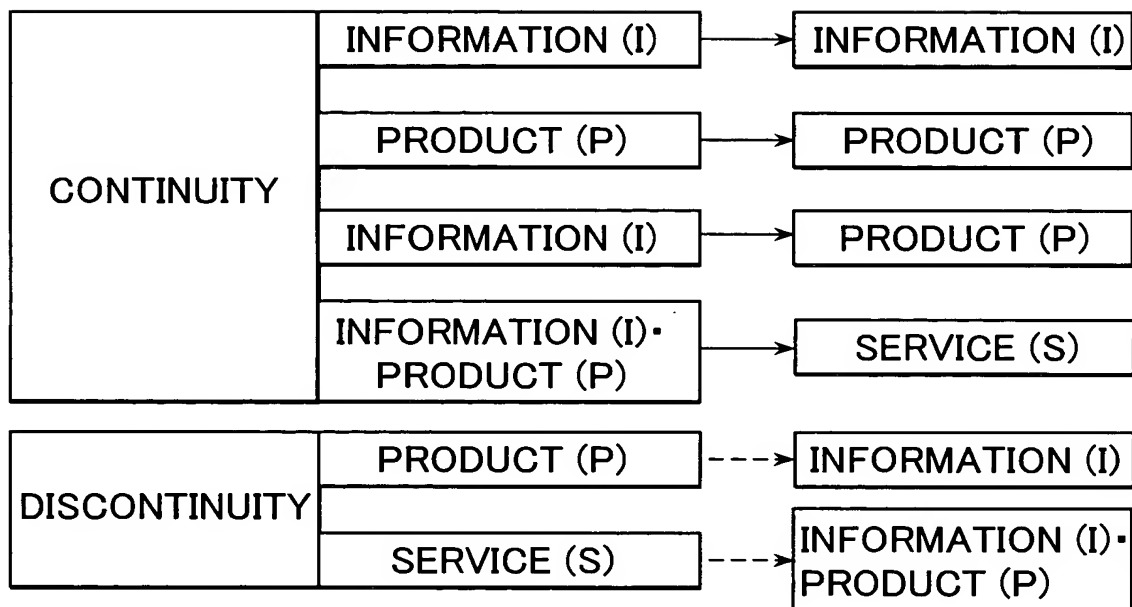 INFORMATION (I)
INFORMATION (I)
PRODUCT (P)
PRODUCT (P)
CONTINUITY
INFORMATION (I)
PRODUCT (P)
INFORMATION (I)·
PRODUCT (P)
SERVICE (S)
PRODUCT (P)
INFORMATION (I)
DISCONTINUITY
SERVICE (S)
INFORMATION (I)·
PRODUCT (P)